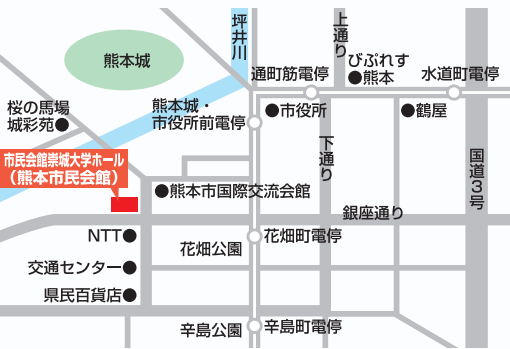 坪井川
上通り
熊本城
通町筋電停
びぷれす
●熊本
水道町電停
桜の馬場
城彩苑●
熊本城・
市役所前電停
●市役所
●鶴屋
下通り
国道3号
市民会館崇城大学ホール
（熊本市民会館）
●熊本市国際交流会館
銀座通り
NTT●
花畑公園
花畑町電停
交通センター●
県民百貨店●
辛島公園
辛島町電停